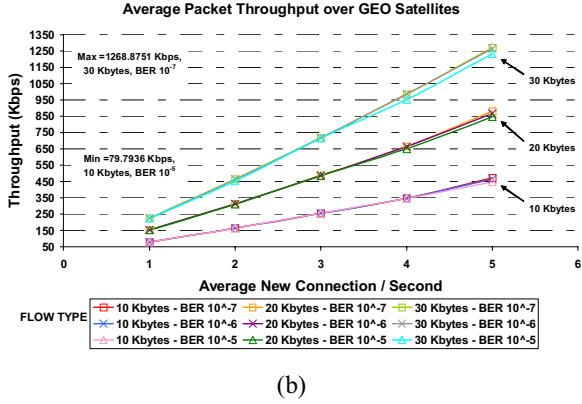 Average Packet Throughput over GEO Satellites
Throughput (Kbps)
1350
1250
1150
1050
950
850
750
650
550
450
350
250
150
50
Max =1268.8751 Kbps,
30 Kbytes, BER 10^-7
Min =79.7936 Kbps,
10 Kbytes, BER 10^-5
30 Kbytes
20 Kbytes
10 Kbytes
0 1 2 3 4 5 6
Average New Connection / Second
FLOW TYPE
10 Kbytes - BER 10^-7 20 Kbytes - BER 10^-7 30 Kbytes - BER 10^-7
10 Kbytes - BER 10^-6 20 Kbytes - BER 10^-6 30 Kbytes - BER 10^-6
10 Kbytes - BER 10^-5 20 Kbytes - BER 10^-5 30 Kbytes - BER 10^-5
(b)